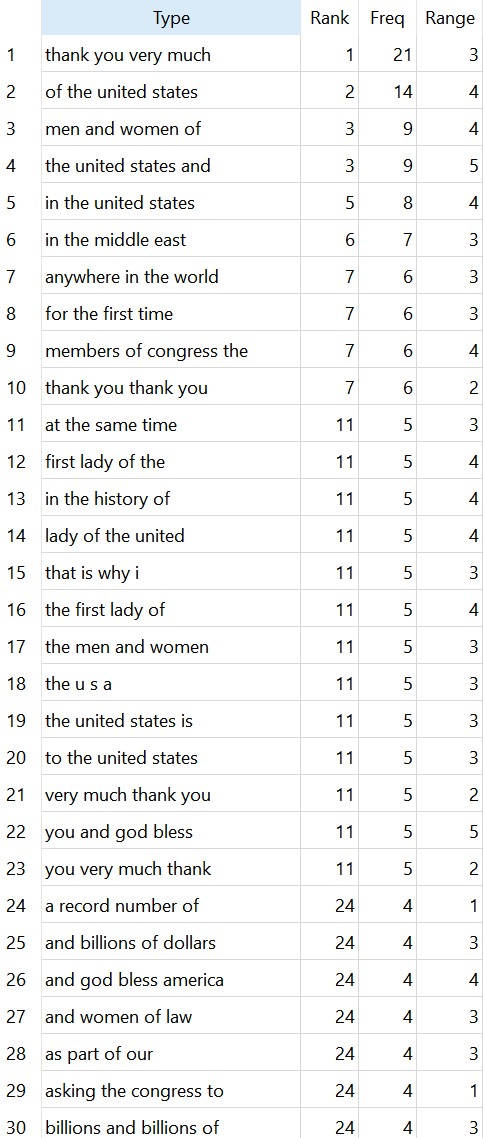 Type Rank Freq Range
1 thank you very much 1 21 3
2 of the united states 2 14 4
3 men and women of 3 9 4
4 the united states and 3 9 5
5 in the united states 5 8 4
6 in the middle east 6 7 3
7 anywhere in the world 7 6 3
8 for the first time 7 6 3
9 members of congress the 7 6 4
10 thank you thank you 7 6 2
11 at the same time 11 5 3
12 first lady of the 11 5 4
13 in the history of 11 5 4
14 lady of the united 11 5 4
15 that is why i 11 5 3
16 the first lady of 11 5 4
17 the men and women 11 5 3
18 the u s a 11 5 3
19 the united states is 11 5 3
20 to the united states 11 5 3
21 very much thank you 11 5 2
22 you and god bless 11 5 5
23 you very much thank 11 5 2
24 a record number of 24 4 1
25 and billions of dollars 24 4 3
26 and god bless america 24 4 4
27 and women of law 24 4 3
28 as part of our 24 4 3
29 asking the congress to 24 4 1
30 billions and billions of 24 4 3